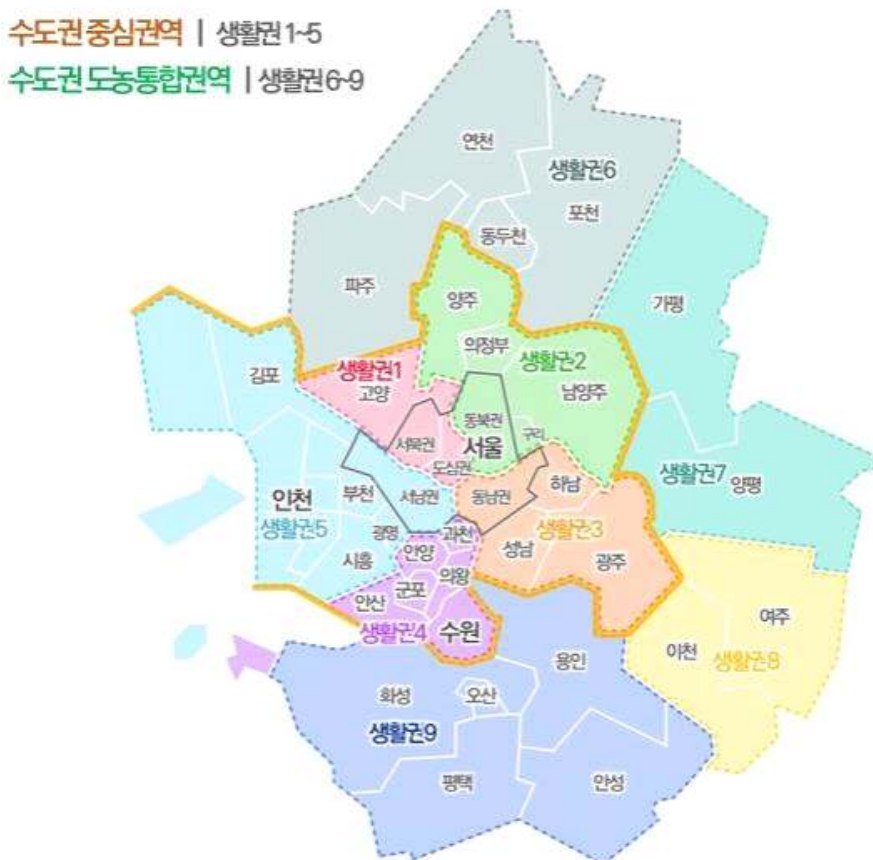 수도권 중심권역 | 생활권 1~5
수도권 도농통합권역 | 생활권 6~9
연천
생활권6
포천
동두천
파주
양주
가평
의정부
생활권2
생활권1
김포
고양
남양주
동북권
구리
서북권
서울
도심권
생활권7
양평
하남
인천
부천
서남권
동남권
생활권5
광명
과천
생활권3
안양
성남
시흥
의왕
광주
군포
안산
여주
생활권4
수원
이천
생활권8
용인
화성
오산
생활권9
평택
안성